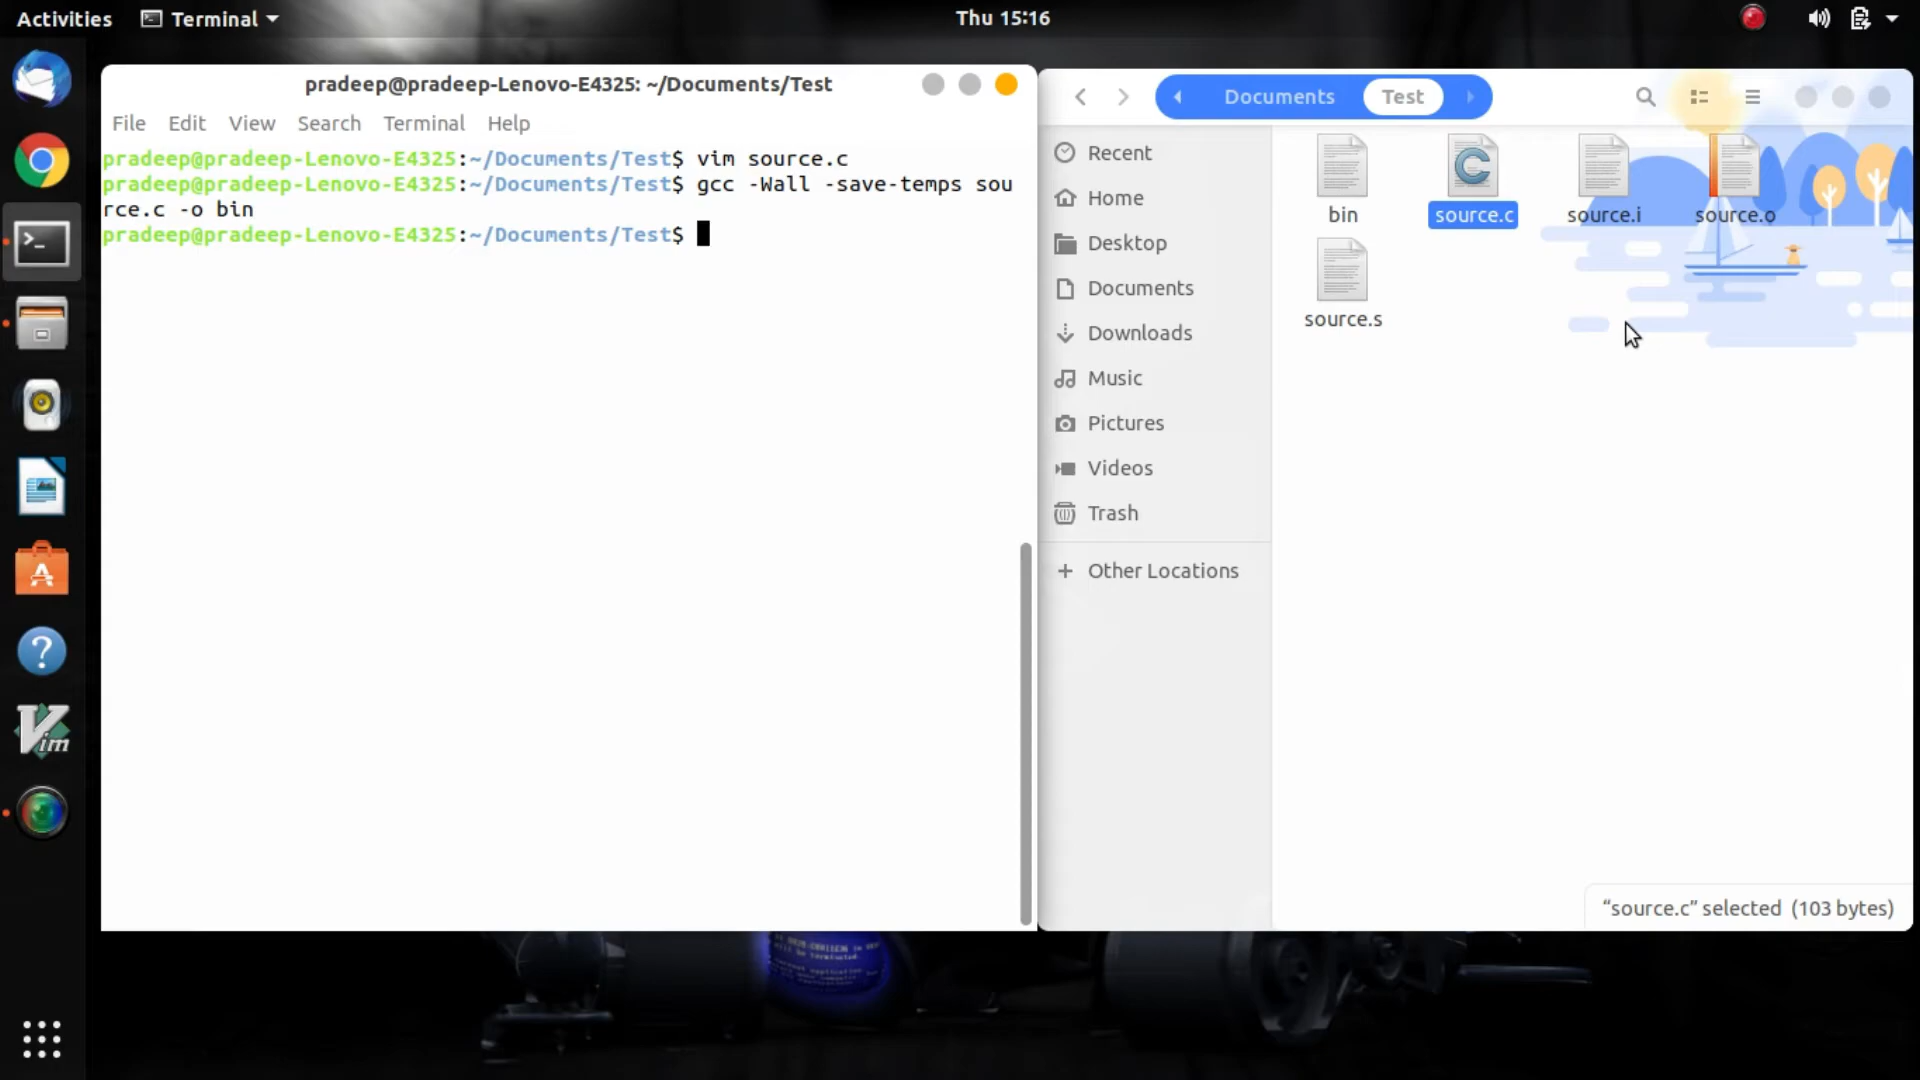 Activities
Terminal
Thu 15:16
pradeep@pradeep-Lenovo-E4325: ~/Documents/Test
File Edit View Search Terminal Help
pradeep@pradeep-Lenovo-E4325:~/Documents/Test$ vim source.c
pradeep@pradeep-Lenovo-E4325:~/Documents/Test$ gcc -Wall -save-temps sou
rce.c -o bin
pradeep@pradeep-Lenovo-E4325:~/Documents/Test$
Documents
Test
Recent
Home
Desktop
Documents
Downloads
Music
Pictures
Videos
Trash
+ Other Locations
bin
source.c
source.i
source.o
source.s
“source.c” selected (103 bytes)
Vim